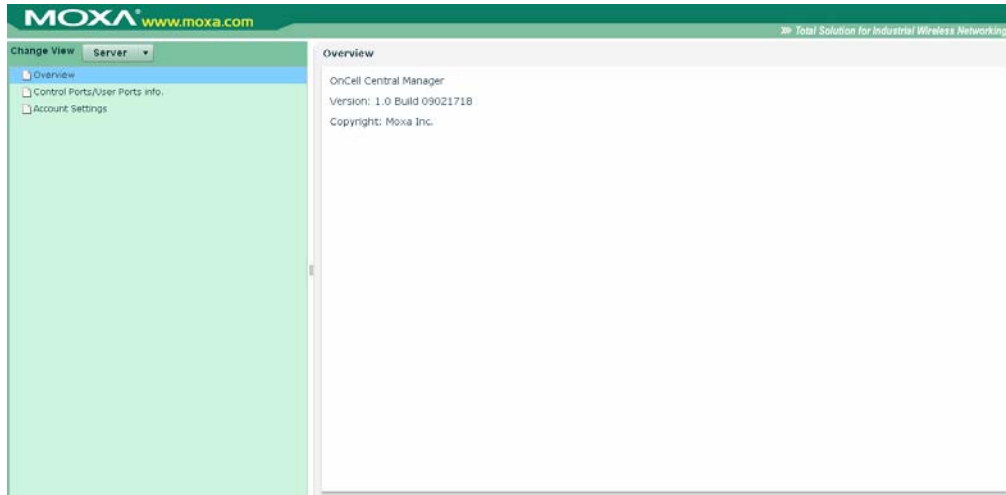 MOXA® www.moxa.com
Total Solution for Industrial Wireless Networking
Change View Server
Overview
Control Ports/User Ports info.
Account Settings
Overview
OnCell Central Manager
Version: 1.0 Build 09021718
Copyright: Moxa Inc.